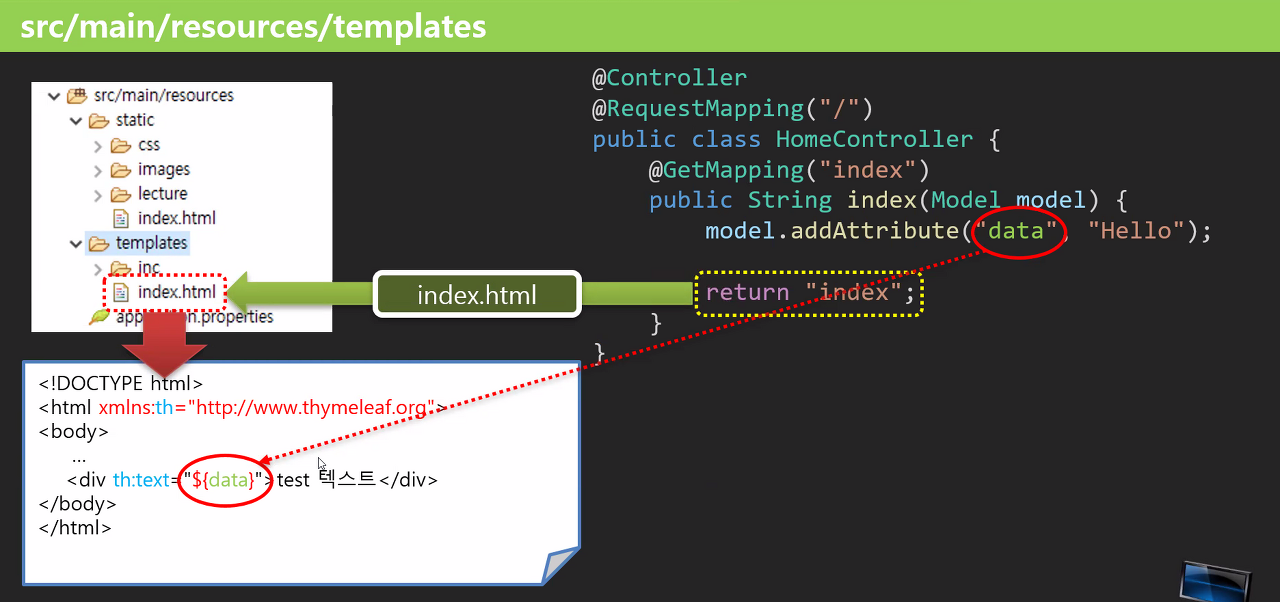 src/main/resources/templates
src/main/resources
static
css
images
lecture
index.html
templates
inc
index.html
application.properties
@Controller
@RequestMapping("/")
public class HomeController {
@GetMapping("index")
public String index(Model model) {
model.addAttribute("data", "Hello");
return "index";
}
}
index.html
<!DOCTYPE html>
<html xmlns:th="http://www.thymeleaf.org">
<body>
...
<div th:text="${data}">test 텍스트</div>
</body>
</html>